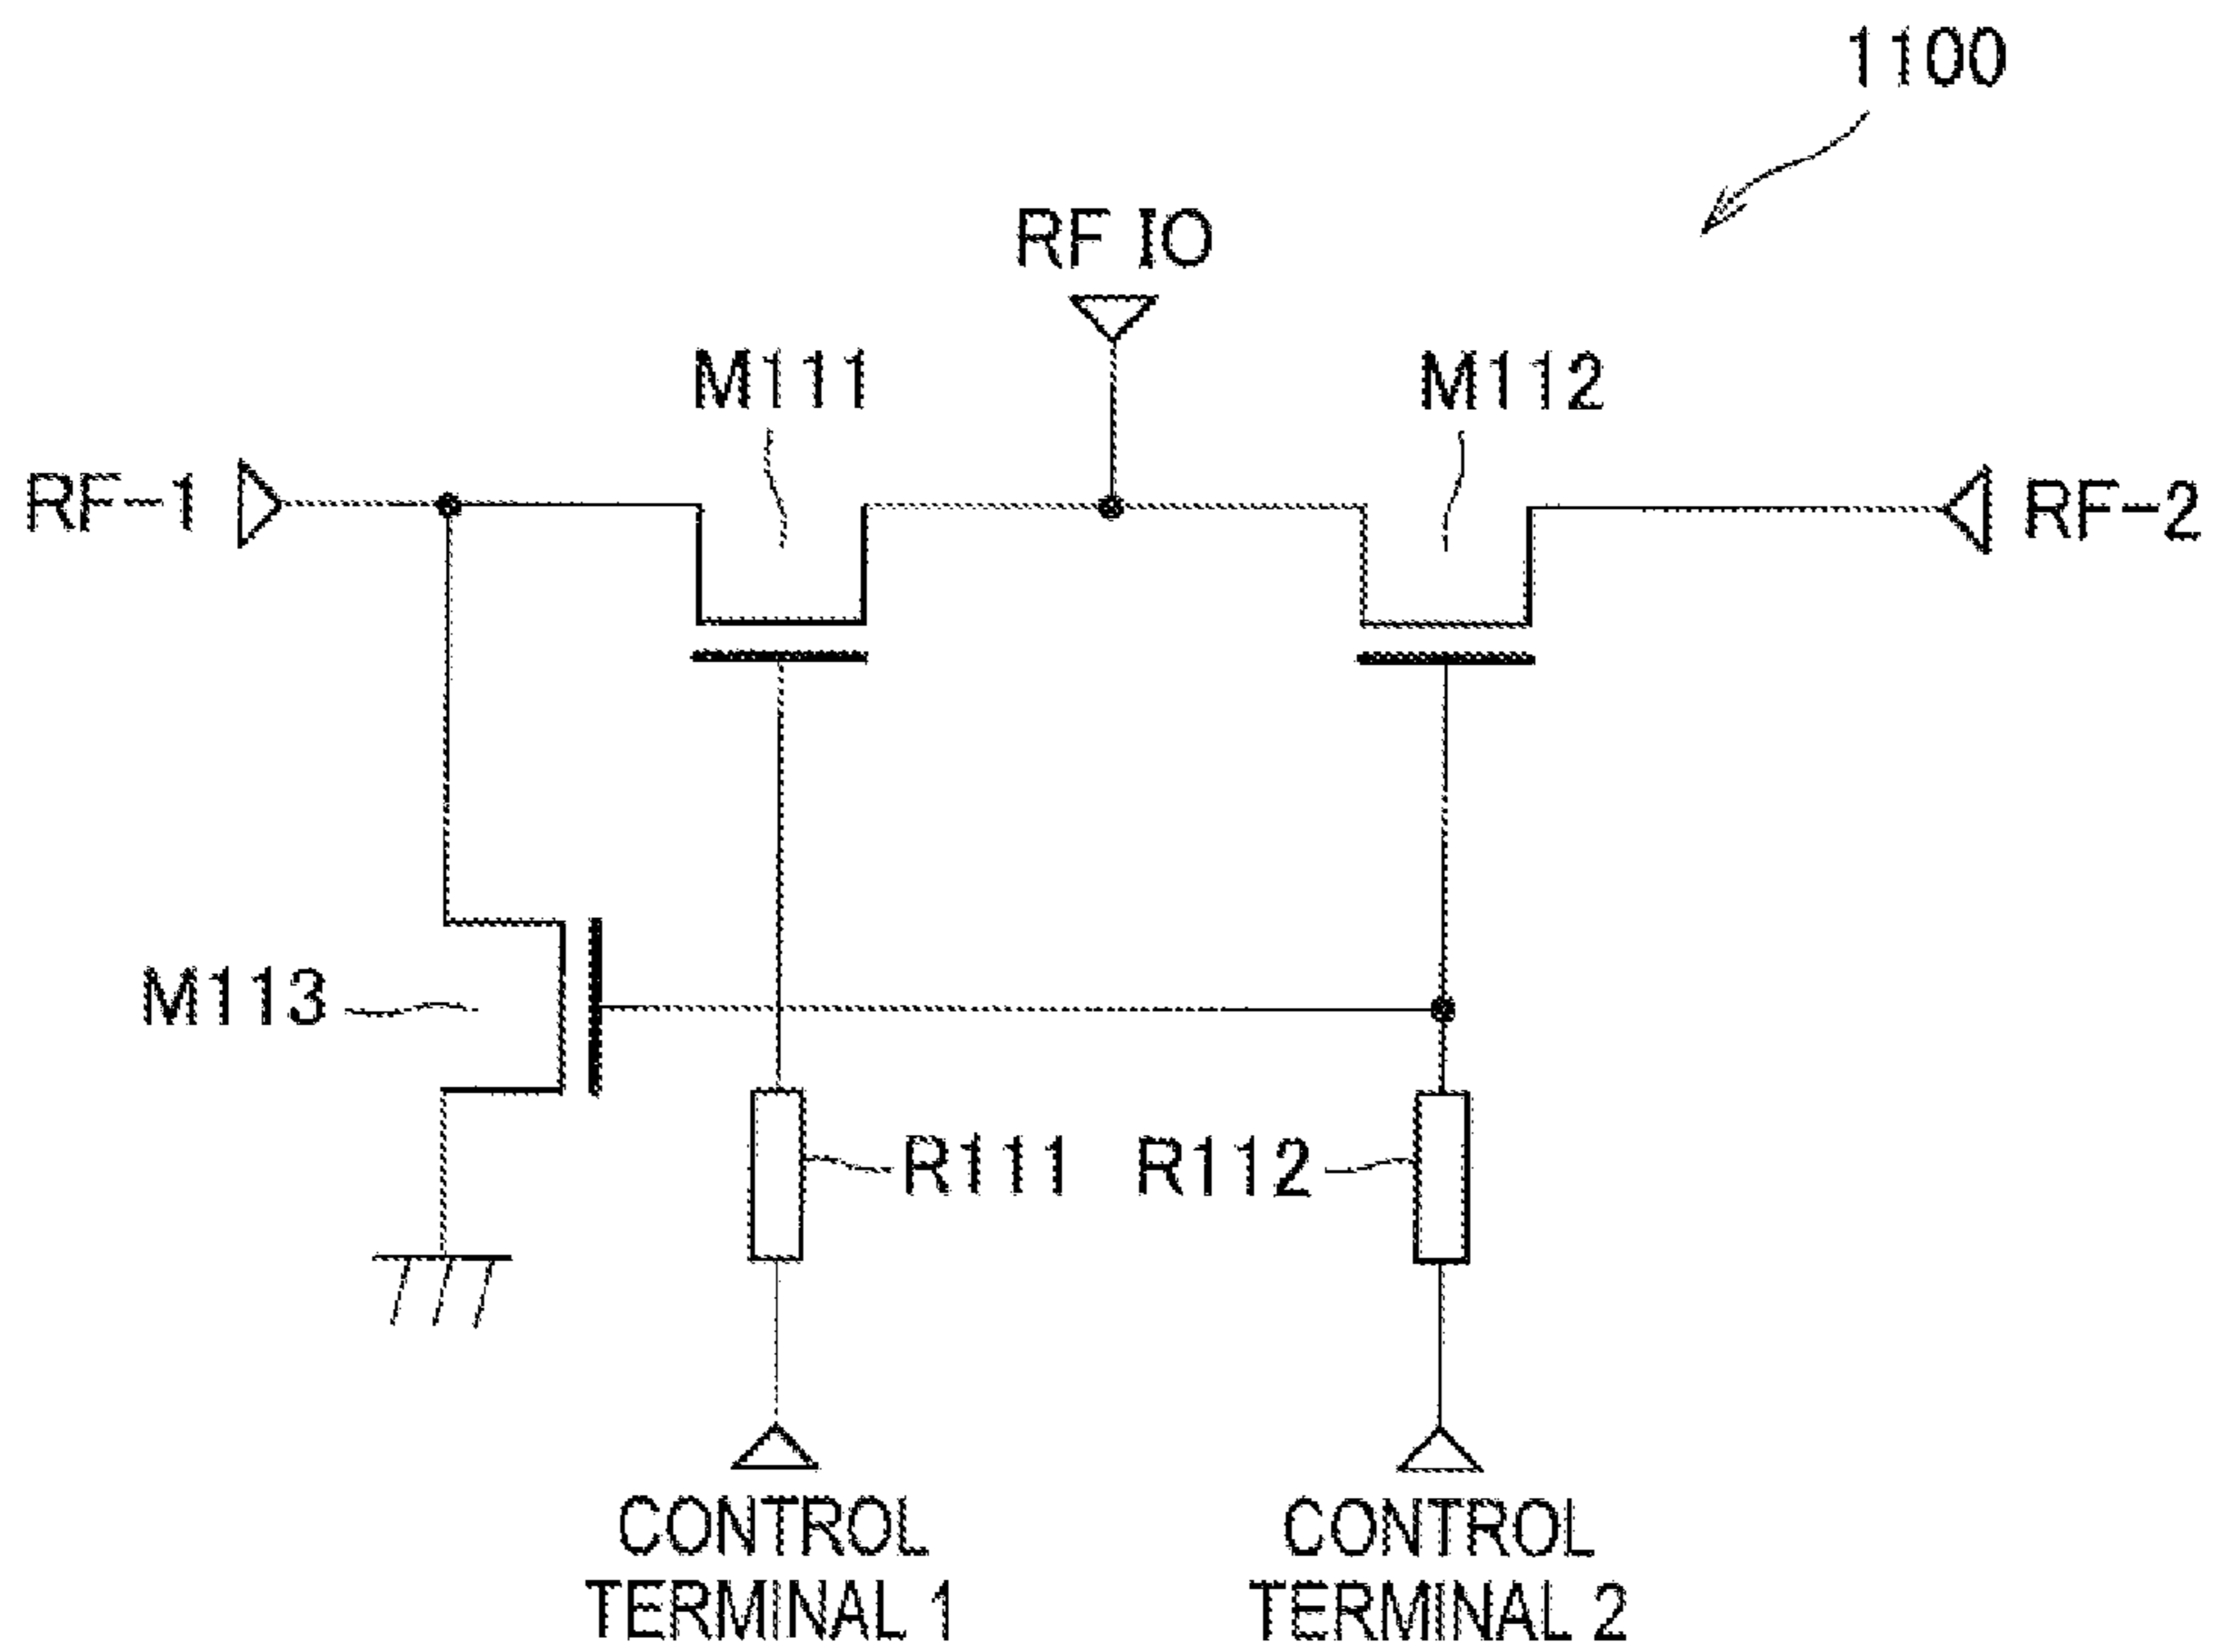 1100
RF IO
M111
M112
RF-1
RF-2
M113
R111
R112
CONTROL
TERMINAL 1
CONTROL
TERMINAL 2